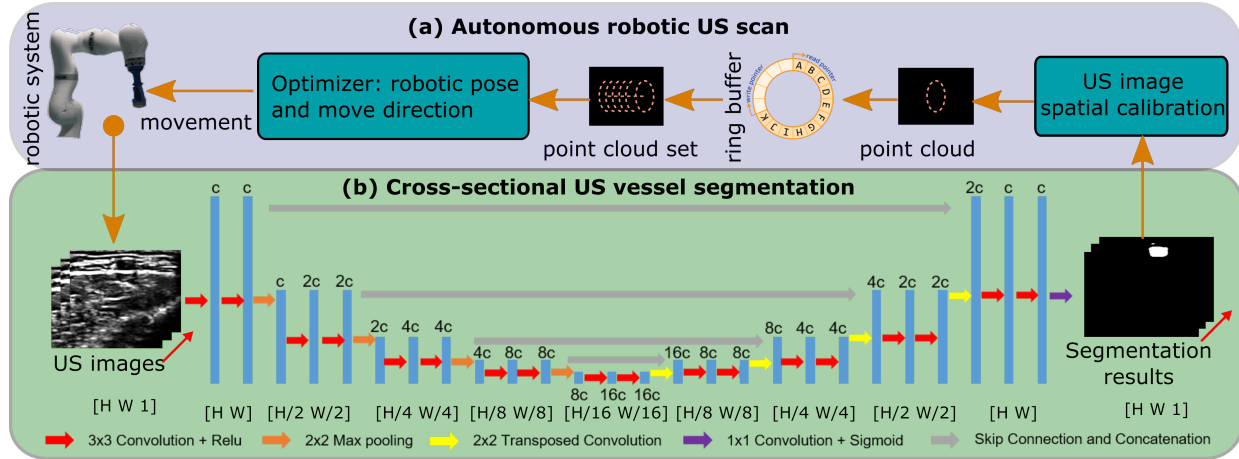 (a) Autonomous robotic US scan
robotic system
movement
Optimizer: robotic pose
and move direction
point cloud set
ring buffer
write pointer
read pointer
A B C D E F G H I J K
point cloud
US image
spatial calibration
(b) Cross-sectional US vessel segmentation
c c 2c c c
c 2c 2c 4c 2c 2c
2c 4c 4c 8c 4c 4c
4c 8c 8c 16c 8c 8c
8c 16c 16c
US images
Segmentation
results
[H W 1] [H W] [H/2 W/2] [H/4 W/4] [H/8 W/8] [H/16 W/16] [H/8 W/8] [H/4 W/4] [H/2 W/2] [H W] [H W 1]
3x3 Convolution + Relu 2x2 Max pooling 2x2 Transposed Convolution 1x1 Convolution + Sigmoid Skip Connection and Concatenation